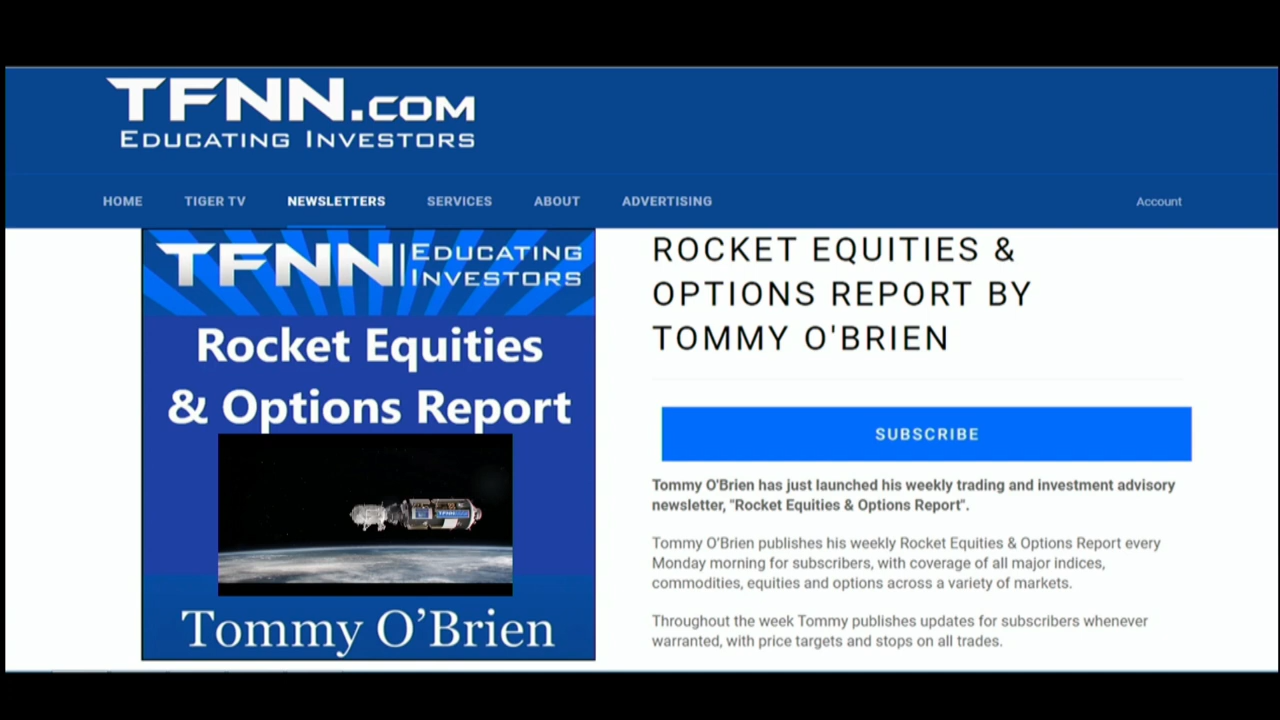 TFNN.COM
EDUCATING INVESTORS
HOME TIGER TV NEWSLETTERS SERVICES ABOUT ADVERTISING Account
TFNN EDUCATING
INVESTORS
Rocket Equities
& Options Report
Tommy O’Brien
ROCKET EQUITIES &
OPTIONS REPORT BY
TOMMY O'BRIEN
SUBSCRIBE
Tommy O'Brien has just launched his weekly trading and investment advisory
newsletter, "Rocket Equities & Options Report".
Tommy O’Brien publishes his weekly Rocket Equities & Options Report every
Monday morning for subscribers, with coverage of all major indices,
commodities, equities and options across a variety of markets.
Throughout the week Tommy publishes updates for subscribers whenever
warranted, with price targets and stops on all trades.